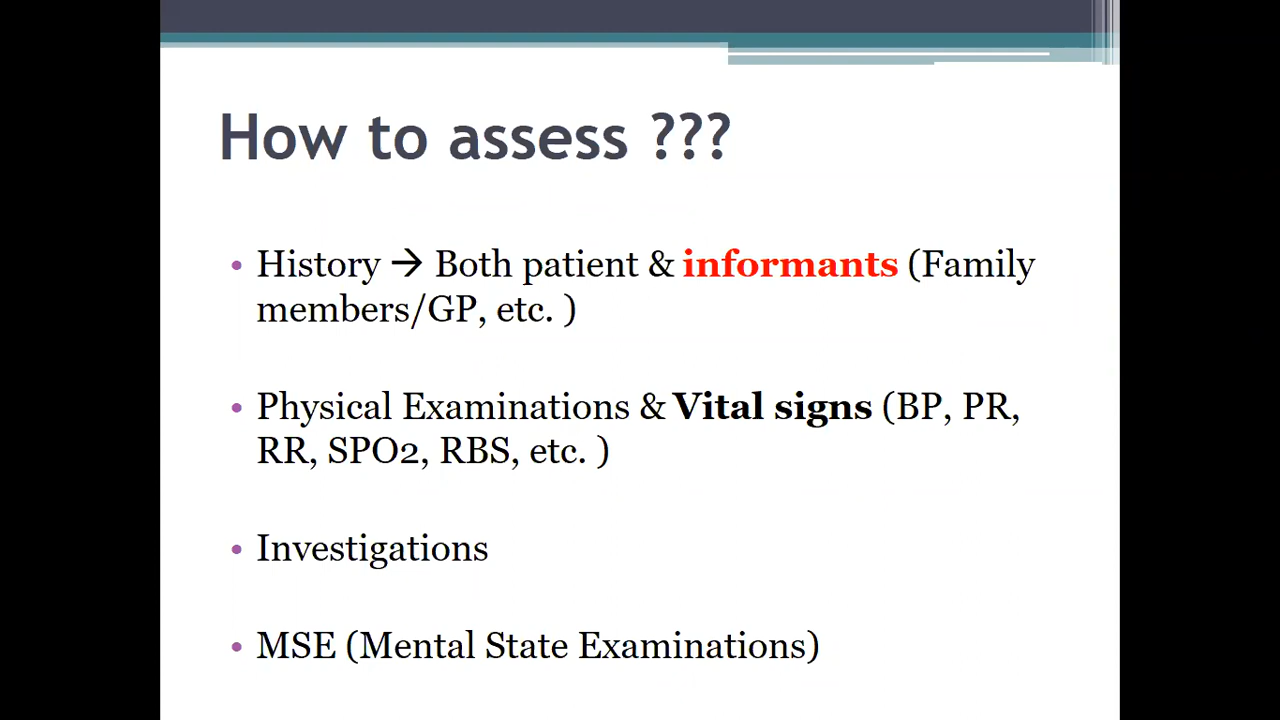 How to assess ???
• History → Both patient & informants (Family
members/GP, etc. )
• Physical Examinations & Vital signs (BP, PR,
RR, SPO2, RBS, etc. )
• Investigations
• MSE (Mental State Examinations)